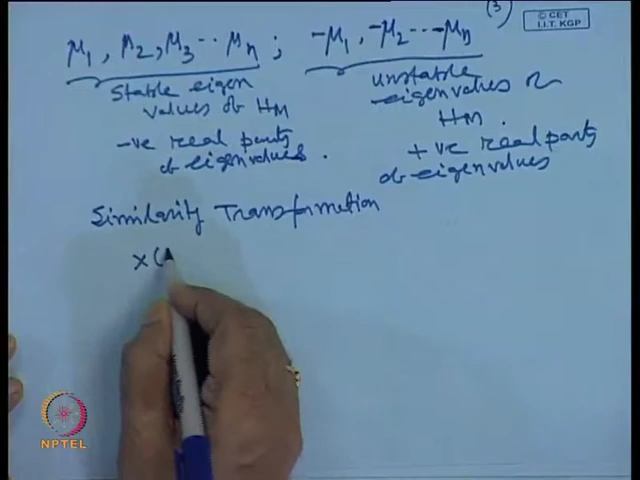 (3)
© CET
I.I.T. KGP
μ1, μ2, μ3 ·· μn ; -μ1, -μ2 ··· -μn
Stable eigen values of HM
-ve real parts of eigenvalues.
unstable eigenvalues of HM.
+ve real parts of eigenvalues
Similarity Transformation
x(
NPTEL